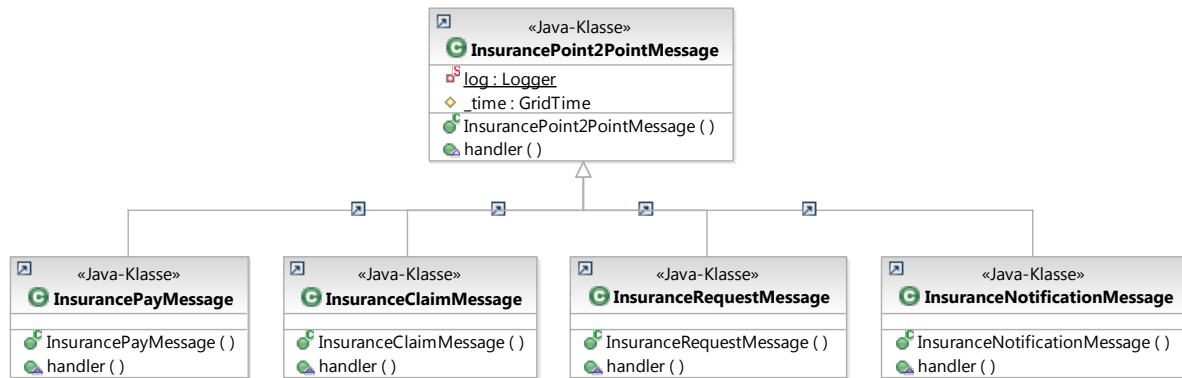 «Java-Klasse»
InsurancePoint2PointMessage
log : Logger
_time : GridTime
InsurancePoint2PointMessage ( )
handler ( )
«Java-Klasse»
InsurancePayMessage
InsurancePayMessage ( )
handler ( )
«Java-Klasse»
InsuranceClaimMessage
InsuranceClaimMessage ( )
handler ( )
«Java-Klasse»
InsuranceRequestMessage
InsuranceRequestMessage ( )
handler ( )
«Java-Klasse»
InsuranceNotificationMessage
InsuranceNotificationMessage ( )
handler ( )